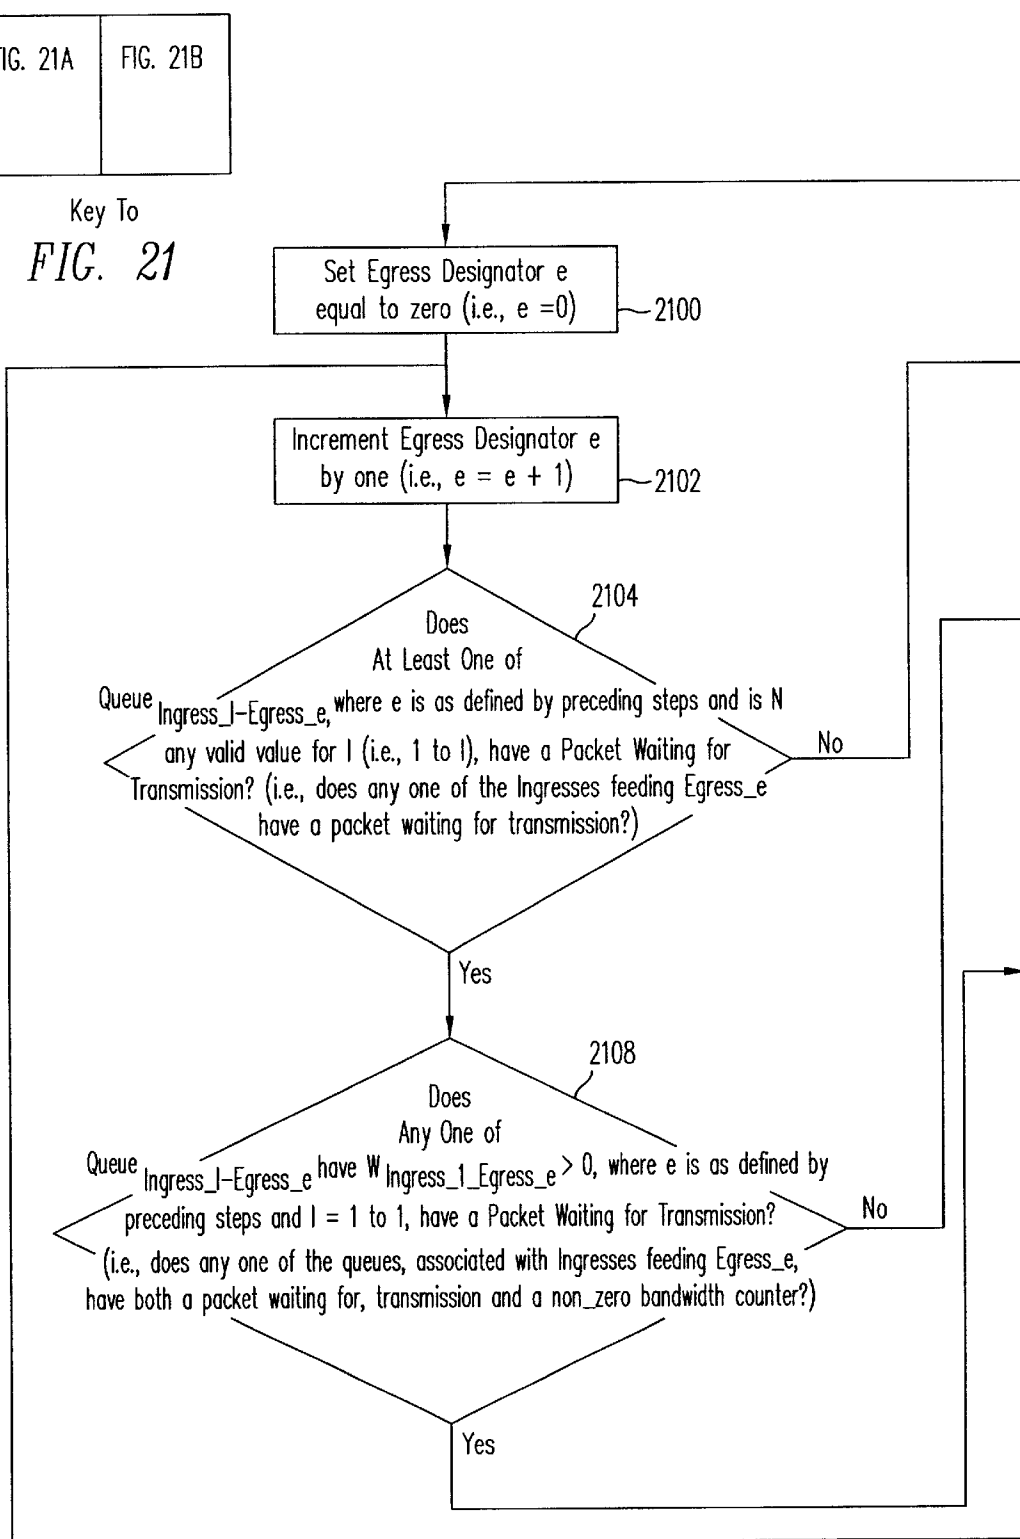 FIG. 21A
FIG. 21B
Key To
FIG. 21
Set Egress Designator e
equal to zero (i.e., e =0)
2100
Increment Egress Designator e
by one (i.e., e = e + 1)
2102
2104
Does
At Least One of
Queue Ingress_I-Egress_e, where e is as defined by preceding steps and is N
any valid value for I (i.e., 1 to I), have a Packet Waiting for
Transmission? (i.e., does any one of the Ingresses feeding Egress_e
have a packet waiting for transmission?)
No
Yes
2108
Does
Any One of
Queue Ingress_I-Egress_e have W Ingress_1_Egress_e > 0, where e is as defined by
preceding steps and I = 1 to 1, have a Packet Waiting for Transmission?
(i.e., does any one of the queues, associated with Ingresses feeding Egress_e,
have both a packet waiting for, transmission and a non_zero bandwidth counter?)
No
Yes